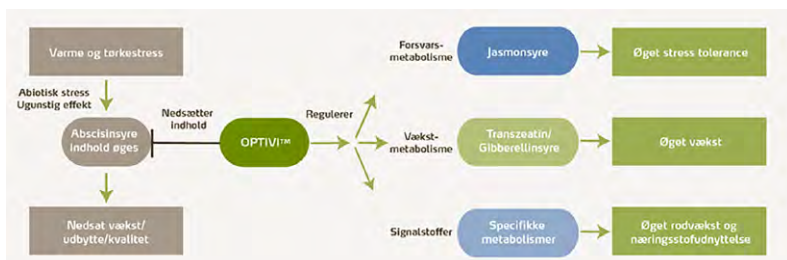 Varme og tørkestress
Abiotisk stress
Ugunstig effekt
Abscisinsyre
indhold øges
Nedsat vækst/
udbytte/kvalitet
Nedsætter
indhold
OPTIVI™
Regulerer
Forsvars-
metabolisme
Jasmonsyre
Øget stress tolerance
Vækst-
metabolisme
Transzeatin/
Gibberellinsyre
Øget vækst
Signalstoffer
Specifikke
metabolismer
Øget rodvækst og
næringsstofudnyttelse